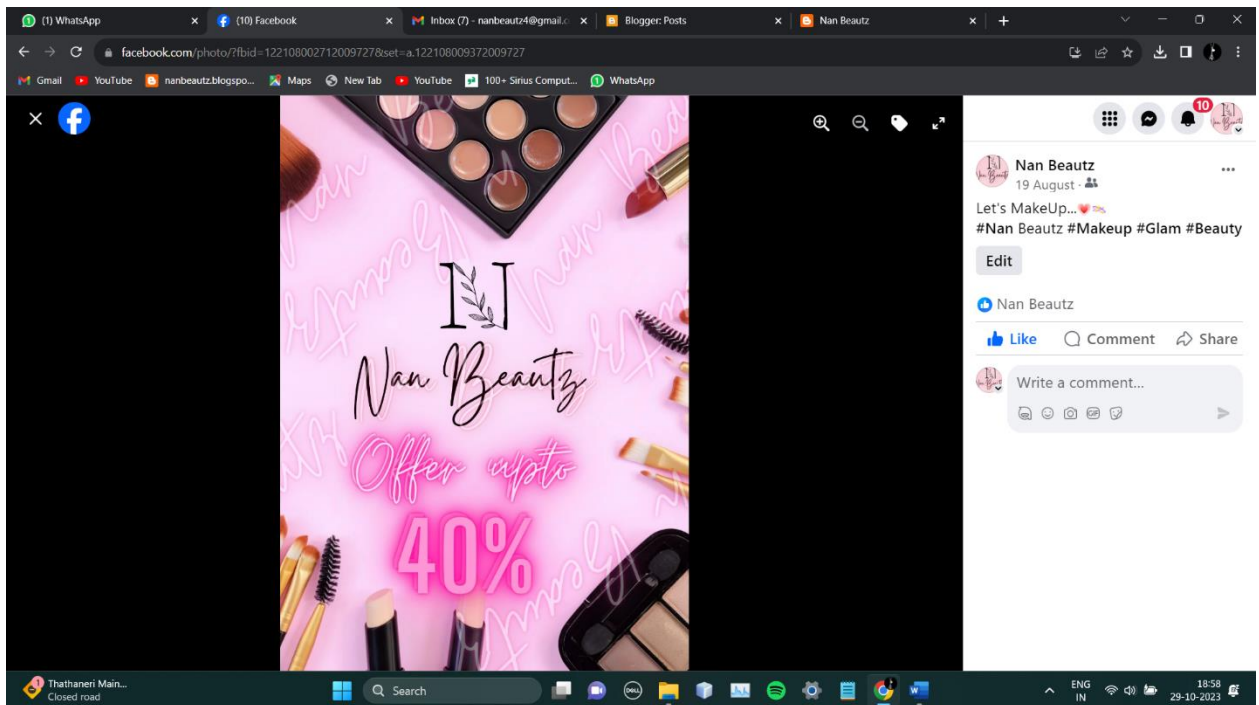 (1) WhatsApp
(10) Facebook
Inbox (7) - nanbeautz4@gmail.c
Blogger: Posts
Nan Beautz
facebook.com/photo/?fbid=122108002712009727&set=a.122108009372009727
Gmail
YouTube
nanbeautz.blogspo...
Maps
New Tab
YouTube
100+ Sirius Comput...
WhatsApp
N
Nan Beautz
Offer upto
40%
10
Nan Beautz
19 August ·
Let's MakeUp...
#Nan Beautz #Makeup #Glam #Beauty
Edit
Nan Beautz
Like Comment Share
Write a comment...
GIF
1
Thathaneri Main...
Closed road
Search
DELL
ENG
IN
18:58
29-10-2023